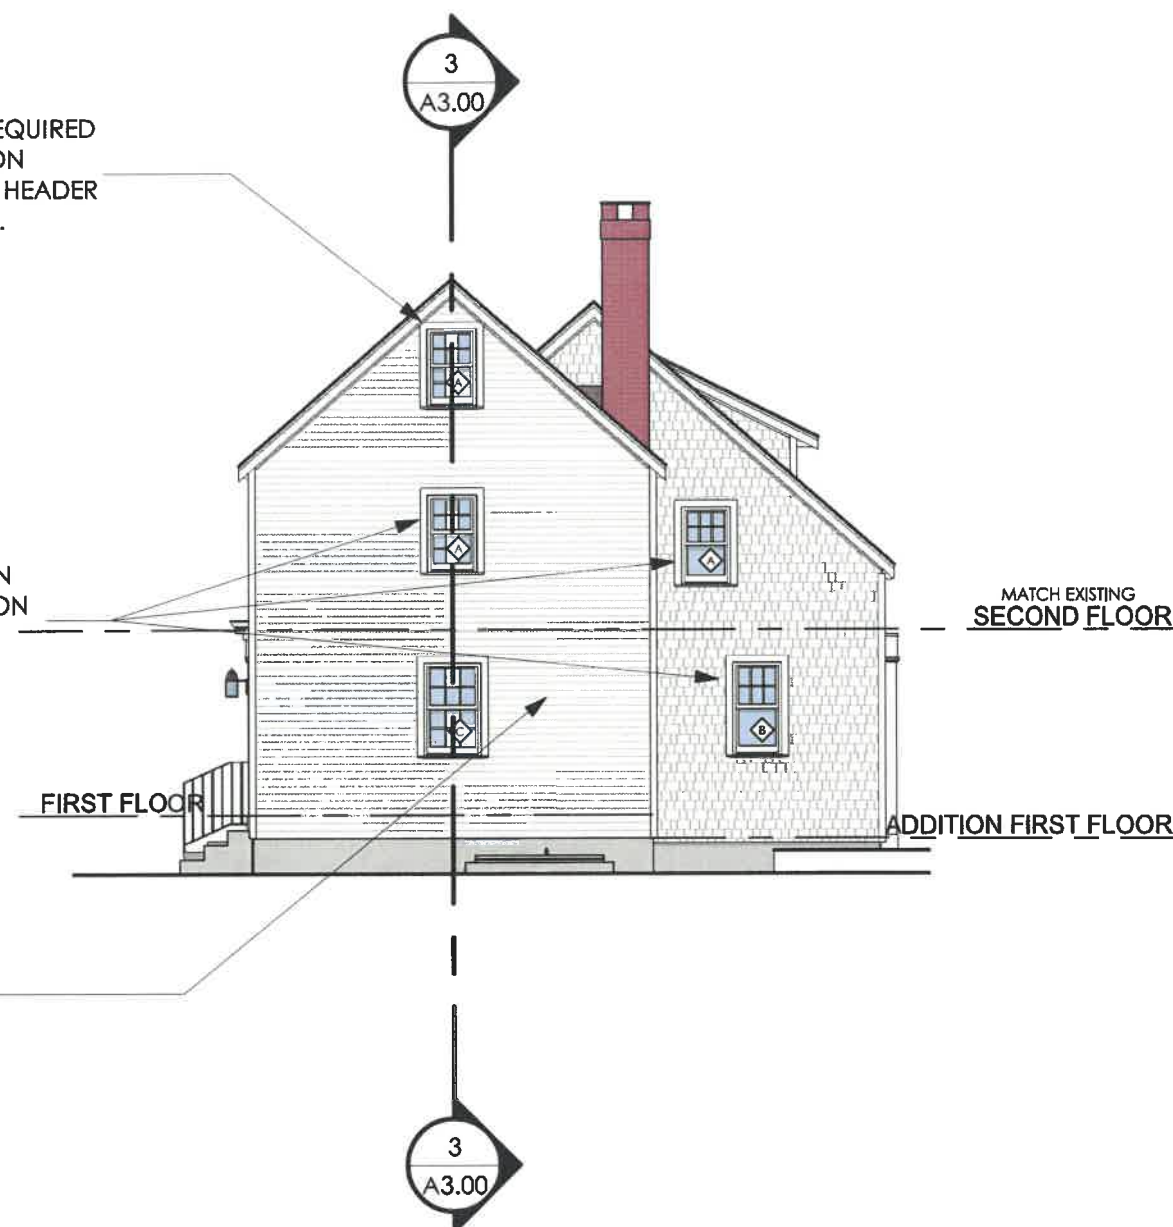 3
A3.00
EQUIRED
ON
HEADER
.
A
A
A
N
ON
MATCH EXISTING
SECOND FLOOR
C
B
FIRST FLOOR
ADDITION FIRST FLOOR
3
A3.00